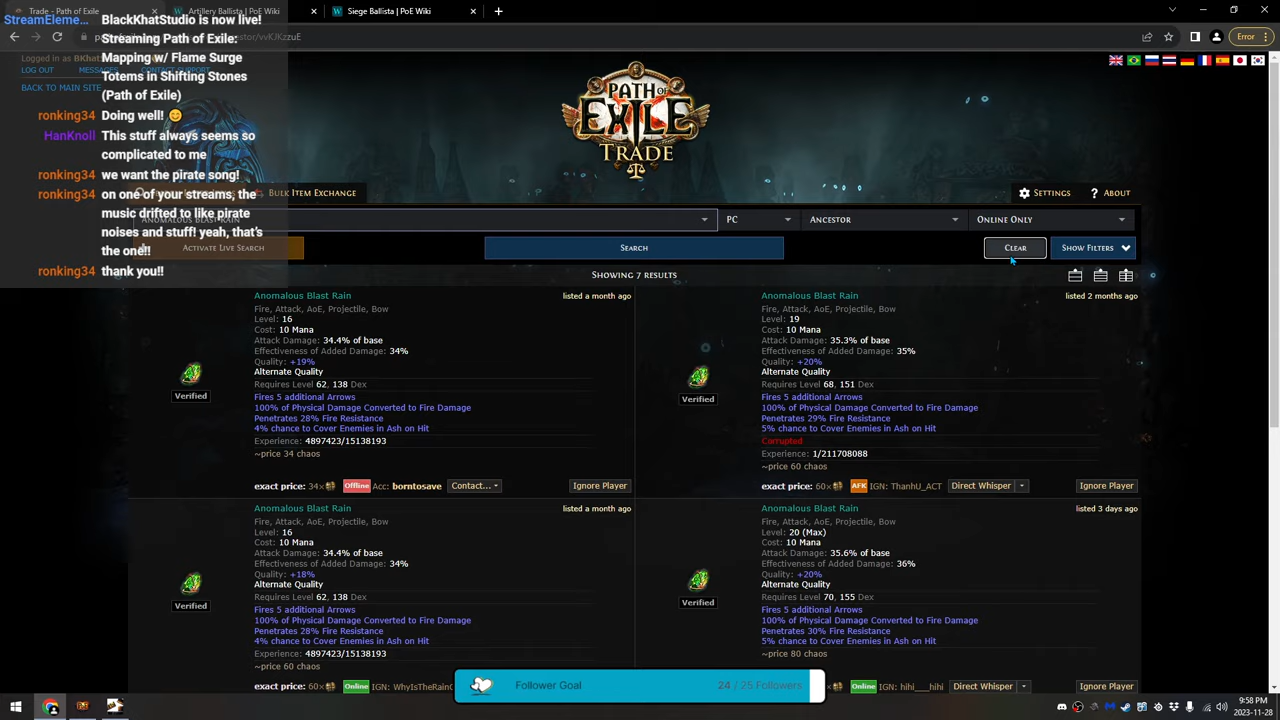 Trade - Path of Exile
Artillery Ballista | PoE Wiki
Siege Ballista | PoE Wiki
Error
StreamEleme...
BlackKhatStudio is now live!
Streaming Path of Exile:
Mapping w/ Flame Surge
Totems in Shifting Stones
(Path of Exile)
ronking34 Doing well! 😊
HanKnoll This stuff always seems so
complicated to me
ronking34 we want the pirate song!
ronking34 on one of your streams, the
music drifted to like pirate
noises and stuff! yeah, that's
the one!!
ronking34 thank you!!
Logged in as
LOG OUT
MESSAGES
CONTACT SUPPORT
BACK TO MAIN SITE
PATH OF
EXILE
TRADE
Bulk Item Exchange
Settings
? About
Anomalous Blast Rain
PC
Ancestor
Online Only
Activate Live Search
Search
Clear
Show Filters
Showing 7 results
Anomalous Blast Rain
listed a month ago
Fire, Attack, AoE, Projectile, Bow
Level: 16
Cost: 10 Mana
Attack Damage: 34.4% of base
Effectiveness of Added Damage: 34%
Quality: +19%
Alternate Quality
Requires Level 62, 138 Dex
Fires 5 additional Arrows
100% of Physical Damage Converted to Fire Damage
Penetrates 28% Fire Resistance
4% chance to Cover Enemies in Ash on Hit
Experience: 4897423/15138193
~price 34 chaos
Verified
exact price: 34×
Offline
Acc: borntosave
Contact...
Ignore Player
Anomalous Blast Rain
listed 2 months ago
Fire, Attack, AoE, Projectile, Bow
Level: 19
Cost: 10 Mana
Attack Damage: 35.3% of base
Effectiveness of Added Damage: 35%
Quality: +20%
Alternate Quality
Requires Level 68, 151 Dex
Fires 5 additional Arrows
100% of Physical Damage Converted to Fire Damage
Penetrates 29% Fire Resistance
5% chance to Cover Enemies in Ash on Hit
Corrupted
Experience: 1/211708088
~price 60 chaos
Verified
exact price: 60×
AFK
IGN: ThanhU_ACT
Direct Whisper
Ignore Player
Anomalous Blast Rain
listed a month ago
Fire, Attack, AoE, Projectile, Bow
Level: 16
Cost: 10 Mana
Attack Damage: 34.4% of base
Effectiveness of Added Damage: 34%
Quality: +18%
Alternate Quality
Requires Level 62, 138 Dex
Fires 5 additional Arrows
100% of Physical Damage Converted to Fire Damage
Penetrates 28% Fire Resistance
4% chance to Cover Enemies in Ash on Hit
Experience: 4897423/15138193
~price 60 chaos
Verified
exact price: 60×
Online
Anomalous Blast Rain
listed 3 days ago
Fire, Attack, AoE, Projectile, Bow
Level: 20 (Max)
Cost: 10 Mana
Attack Damage: 35.6% of base
Effectiveness of Added Damage: 36%
Quality: +20%
Alternate Quality
Requires Level 70, 155 Dex
Fires 5 additional Arrows
100% of Physical Damage Converted to Fire Damage
Penetrates 30% Fire Resistance
5% chance to Cover Enemies in Ash on Hit
~price 80 chaos
Verified
Online
IGN: hihi___hihi
Direct Whisper
Ignore Player
Follower Goal
24 / 25 Followers
9:58 PM
2023-11-28